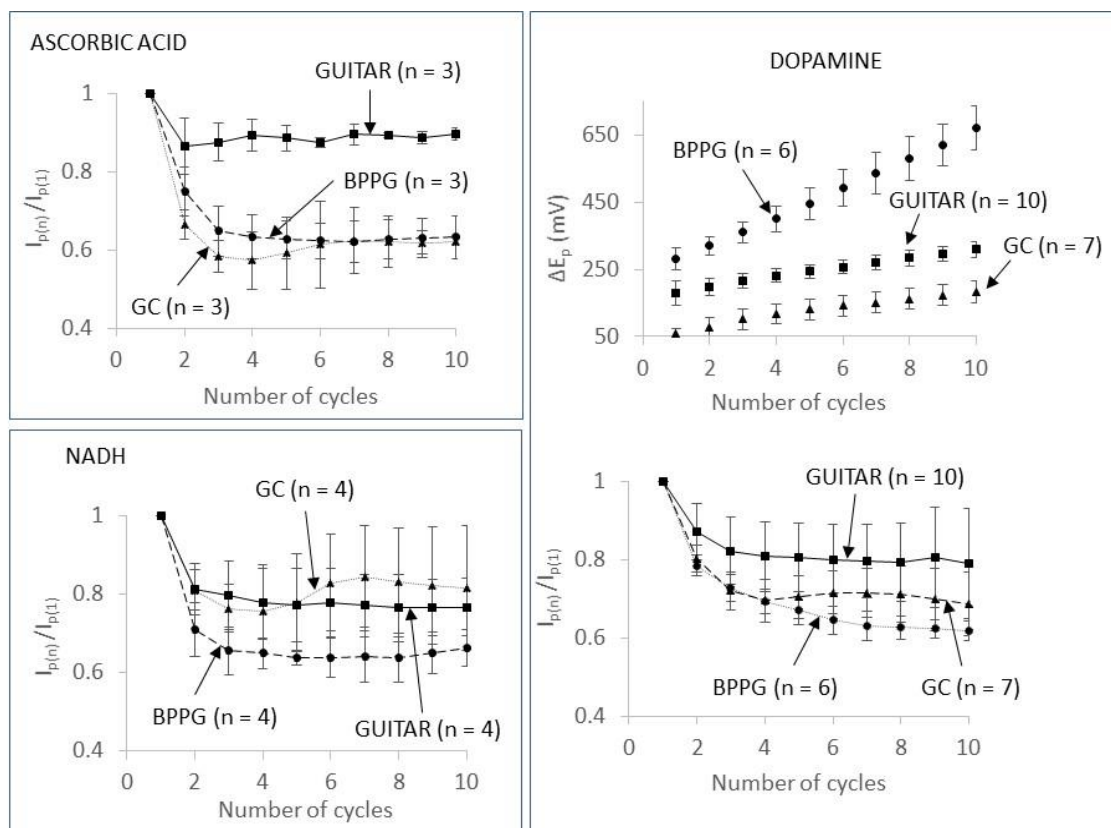 ASCORBIC ACID
GUITAR (n = 3)
BPPG (n = 3)
GC (n = 3)
I_p(n)/I_p(1)
1
0.8
0.6
0.4
0 2 4 6 8 10
Number of cycles
NADH
GC (n = 4)
BPPG (n = 4)
GUITAR (n = 4)
I_p(n)/I_p(1)
1
0.8
0.6
0.4
0 2 4 6 8 10
Number of cycles
DOPAMINE
BPPG (n = 6)
GUITAR (n = 10)
GC (n = 7)
ΔE_p (mV)
650
450
250
50
0 2 4 6 8 10
Number of cycles
GUITAR (n = 10)
BPPG (n = 6)
GC (n = 7)
I_p(n)/I_p(1)
1
0.8
0.6
0.4
0 2 4 6 8 10
Number of cycles